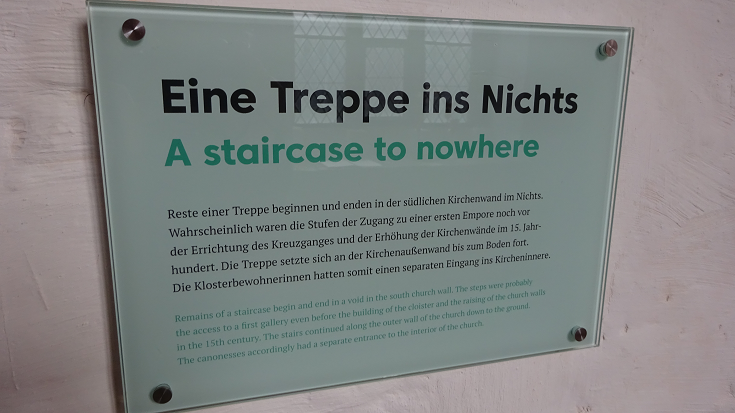 Eine Treppe ins Nichts
A staircase to nowhere
Reste einer Treppe beginnen und enden in der südlichen Kirchenwand im Nichts.
Wahrscheinlich waren die Stufen der Zugang zu einer ersten Empore noch vor
der Errichtung des Kreuzganges und der Erhöhung der Kirchenwände im 15. Jahr-
hundert. Die Treppe setzte sich an der Kirchenaußenwand bis zum Boden fort.
Die Klosterbewohnerinnen hatten somit einen separaten Eingang ins Kircheninnere.
Remains of a staircase begin and end in a void in the south church wall. The steps were probably
the access to a first gallery even before the building of the cloister and the raising of the church walls
in the 15th century. The stairs continued along the outer wall of the church down to the ground.
The canonesses accordingly had a separate entrance to the interior of the church.